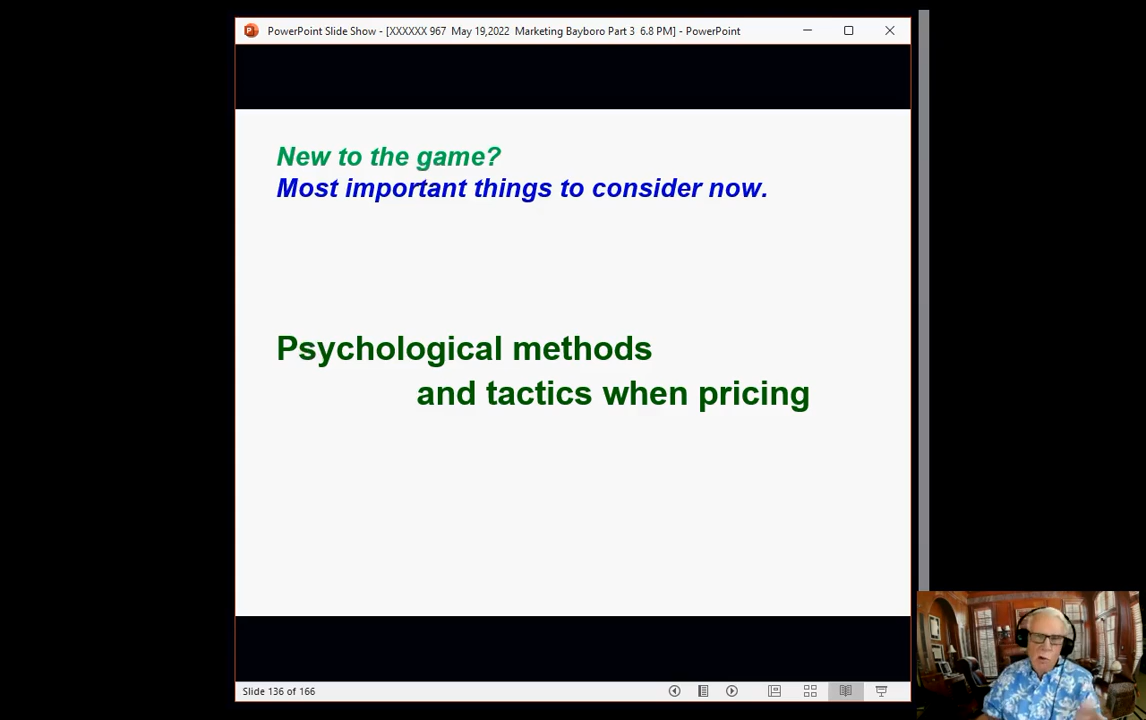 PowerPoint Slide Show - [XXXXXX 967 May 19,2022 Marketing Bayboro Part 3 6.8 PM] - PowerPoint
New to the game?
Most important things to consider now.
Psychological methods
and tactics when pricing
Slide 136 of 166